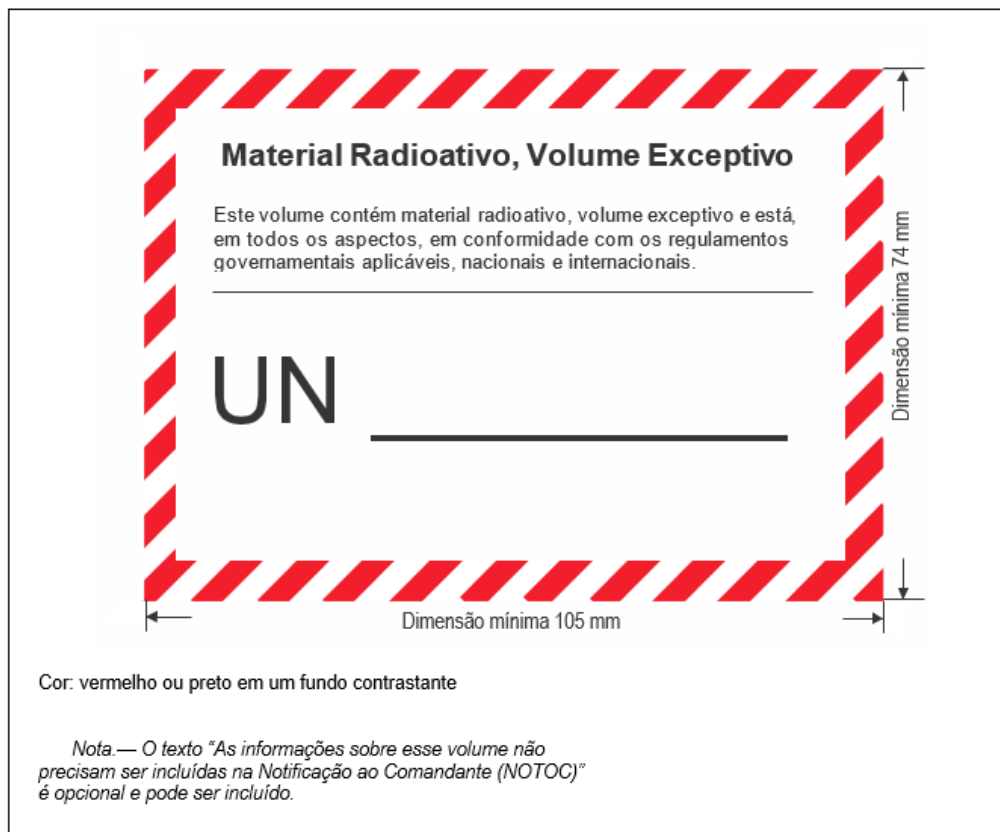 Material Radioativo, Volume Exceptivo
Este volume contém material radioativo, volume exceptivo e está,
em todos os aspectos, em conformidade com os regulamentos
governamentais aplicáveis, nacionais e internacionais.
UN
Dimensão mínima 74 mm
Dimensão mínima 105 mm
Cor: vermelho ou preto em um fundo contrastante
Nota.— O texto “As informações sobre esse volume não
precisam ser incluídas na Notificação ao Comandante (NOTOC)”
é opcional e pode ser incluído.